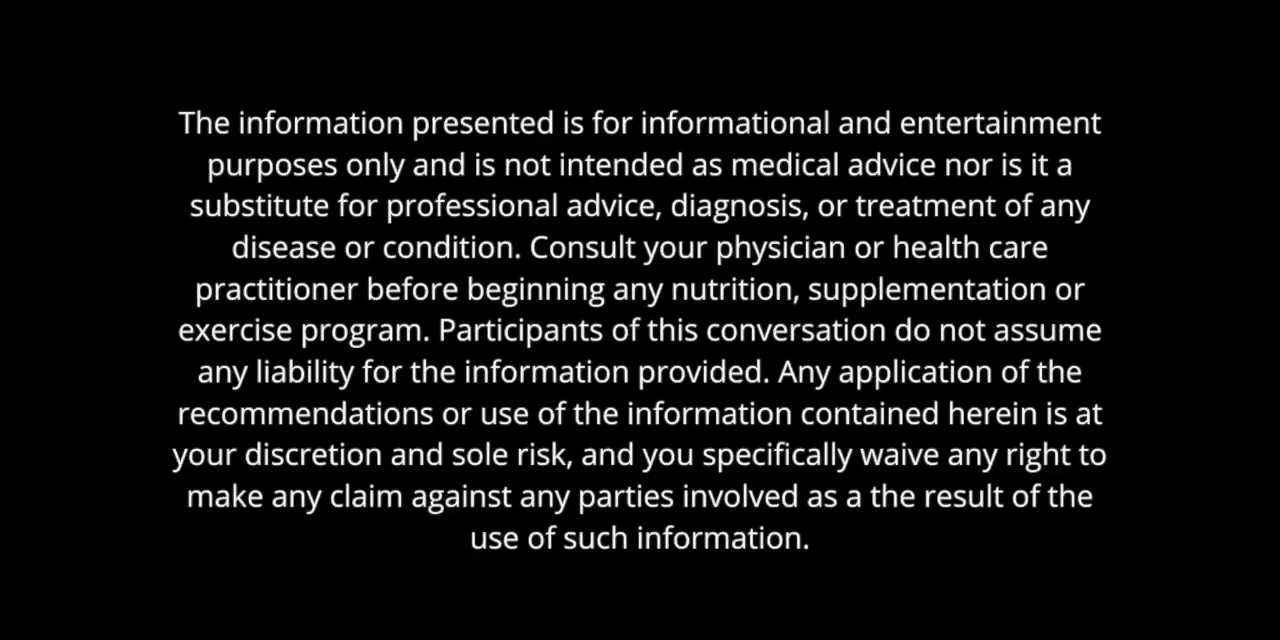 The information presented is for informational and entertainment
purposes only and is not intended as medical advice nor is it a
substitute for professional advice, diagnosis, or treatment of any
disease or condition. Consult your physician or health care
practitioner before beginning any nutrition, supplementation or
exercise program. Participants of this conversation do not assume
any liability for the information provided. Any application of the
recommendations or use of the information contained herein is at
your discretion and sole risk, and you specifically waive any right to
make any claim against any parties involved as a the result of the
use of such information.